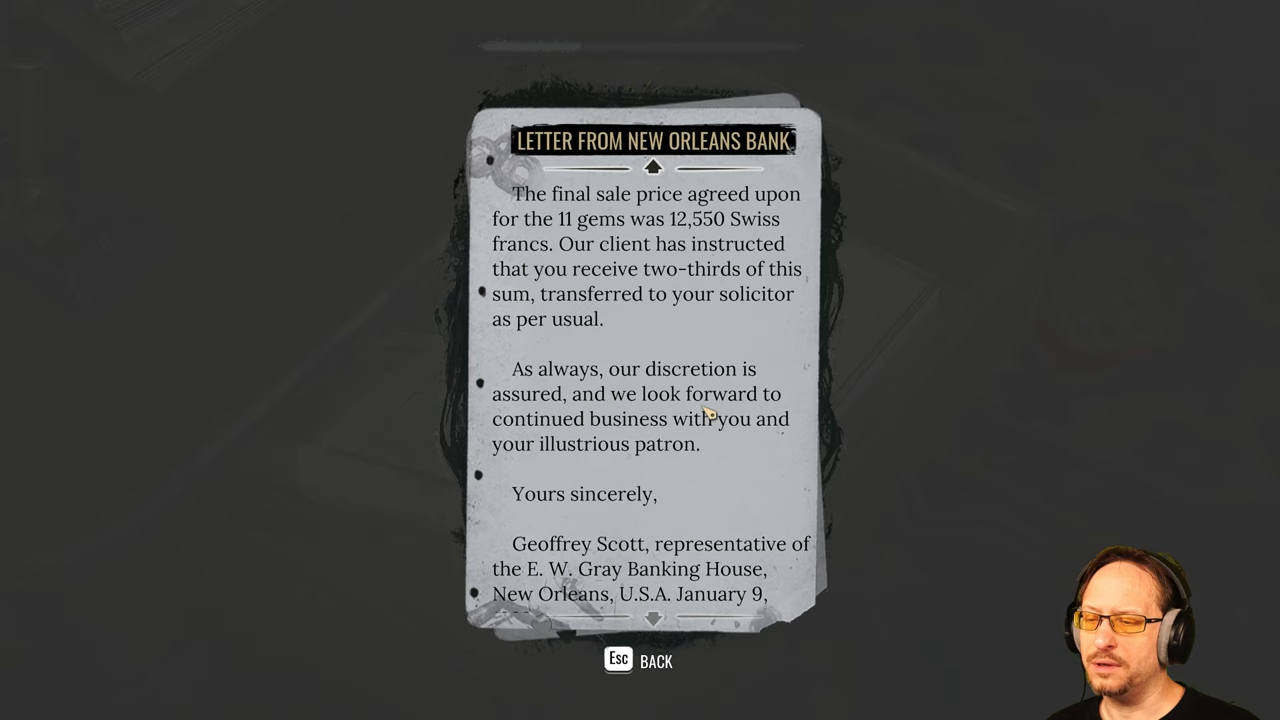 LETTER FROM NEW ORLEANS BANK
The final sale price agreed upon
for the 11 gems was 12,550 Swiss
francs. Our client has instructed
that you receive two-thirds of this
sum, transferred to your solicitor
as per usual.
As always, our discretion is
assured, and we look forward to
continued business with you and
your illustrious patron.
Yours sincerely,
Geoffrey Scott, representative of
the E. W. Gray Banking House,
New Orleans, U.S.A. January 9,
Esc BACK